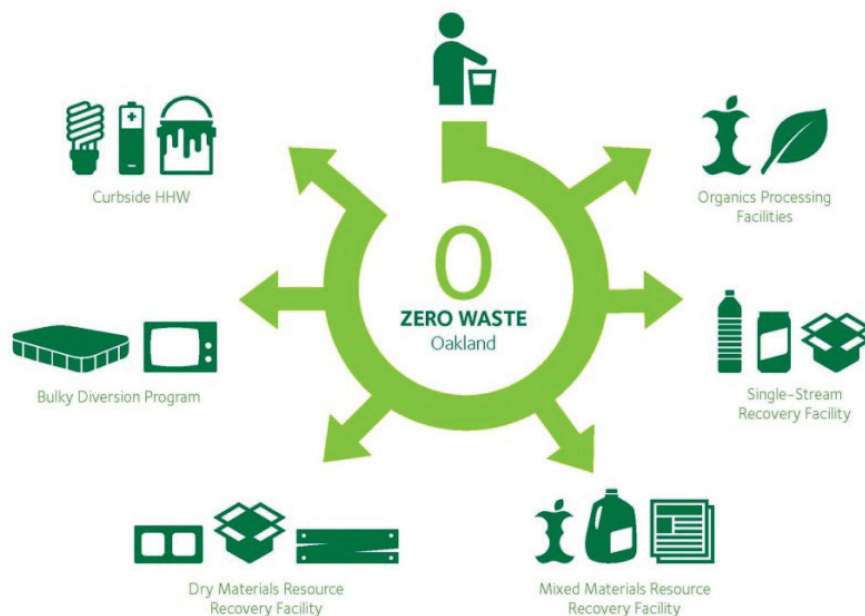 Curbside HHW
Organics Processing
Facilities
0
ZERO WASTE
Oakland
Bulky Diversion Program
Single-Stream
Recovery Facility
Dry Materials Resource
Recovery Facility
Mixed Materials Resource
Recovery Facility